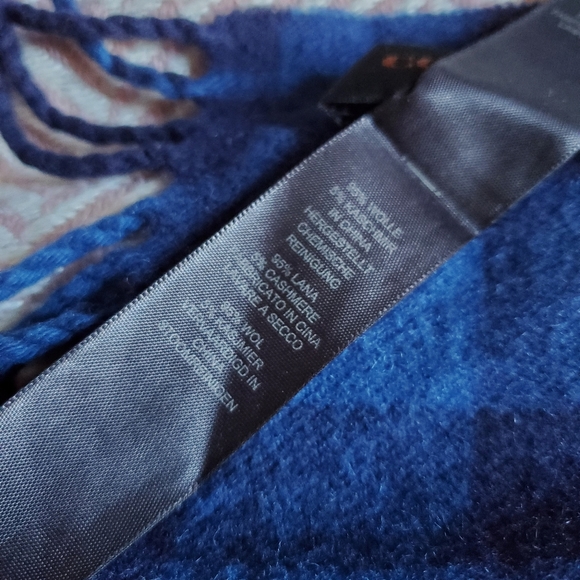 95% WOLLE
5% KASCHMIR
IN CHINA
HERGESTELLT
CHEMISCHE
REINIGUNG
95% LANA
5% CASHMERE
FABBRICATO IN CINA
LAVARE A SECCO
95% WOL
5% KASJMIER
VERVAARDIGD IN
CHINA
STOOMREINIGEN